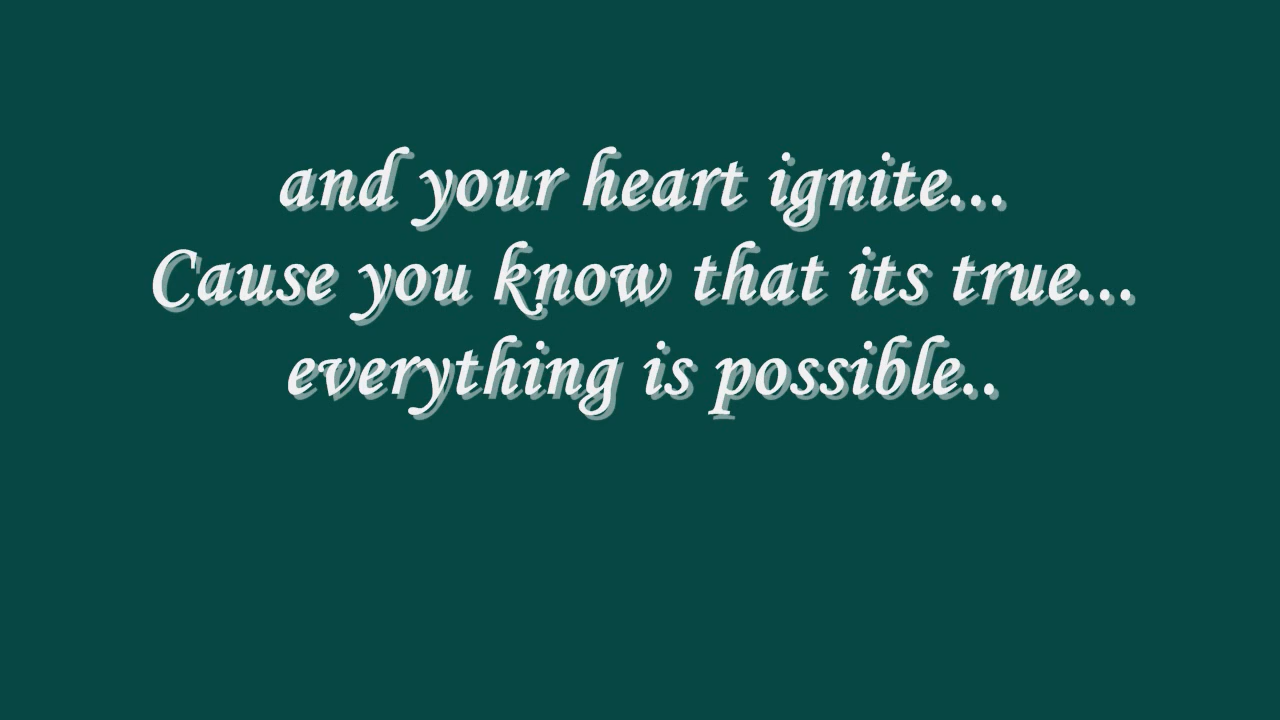 and your heart ignite...
Cause you know that its true...
everything is possible..